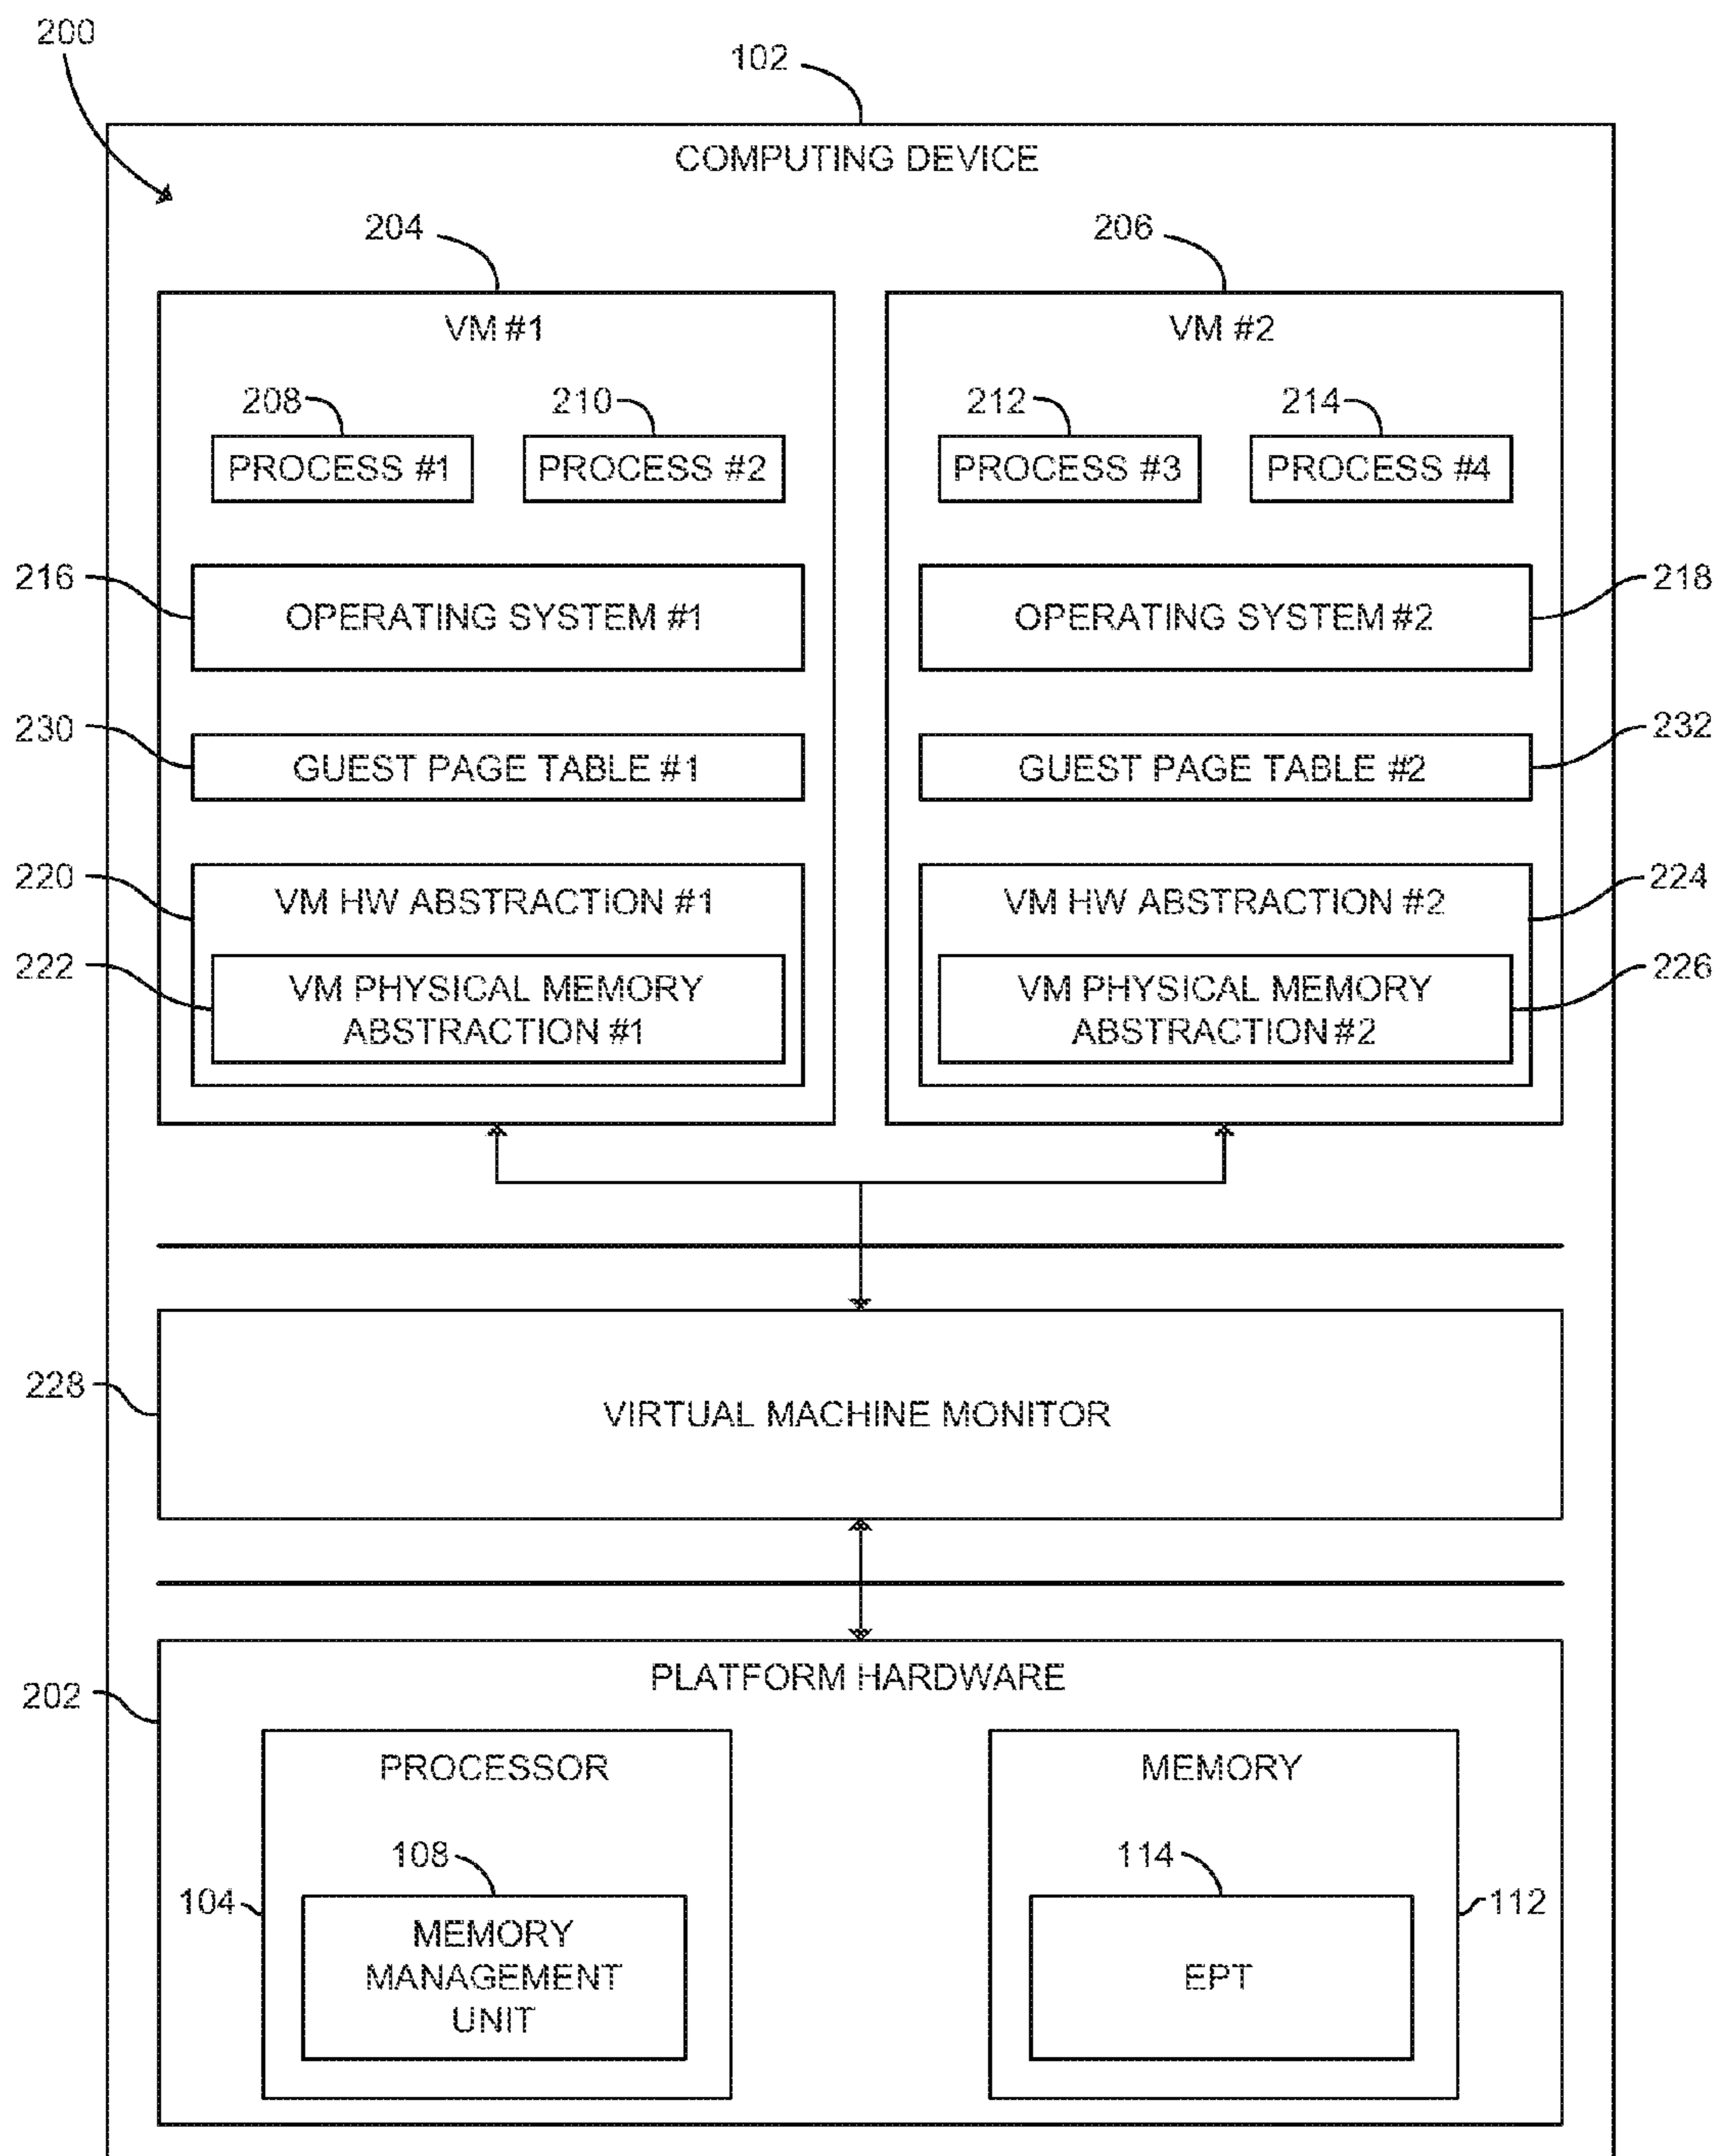 200
102
COMPUTING DEVICE
204
206
VM #1
VM #2
208
210
212
214
PROCESS #1
PROCESS #2
PROCESS #3
PROCESS #4
216
OPERATING SYSTEM #1
OPERATING SYSTEM #2
218
230
GUEST PAGE TABLE #1
GUEST PAGE TABLE #2
232
220
VM HW ABSTRACTION #1
VM HW ABSTRACTION #2
224
222
VM PHYSICAL MEMORY
ABSTRACTION #1
VM PHYSICAL MEMORY
ABSTRACTION #2
226
228
VIRTUAL MACHINE MONITOR
202
PLATFORM HARDWARE
PROCESSOR
MEMORY
108
114
104
112
MEMORY
MANAGEMENT
UNIT
EPT